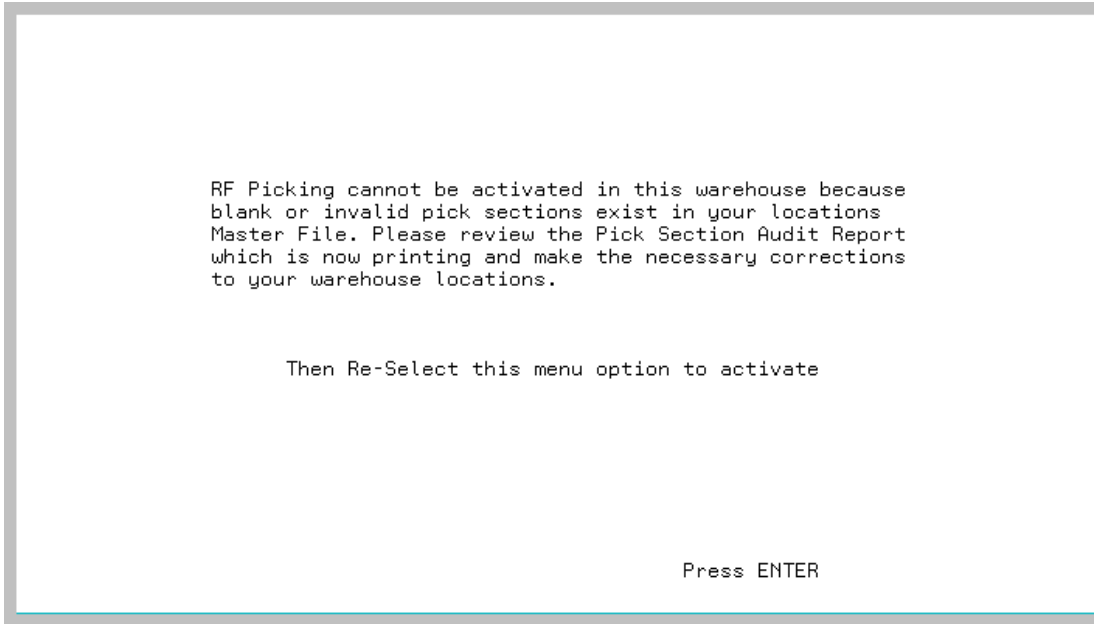 RF Picking cannot be activated in this warehouse because
blank or invalid pick sections exist in your locations
Master File. Please review the Pick Section Audit Report
which is now printing and make the necessary corrections
to your warehouse locations.
Then Re-Select this menu option to activate
Press ENTER